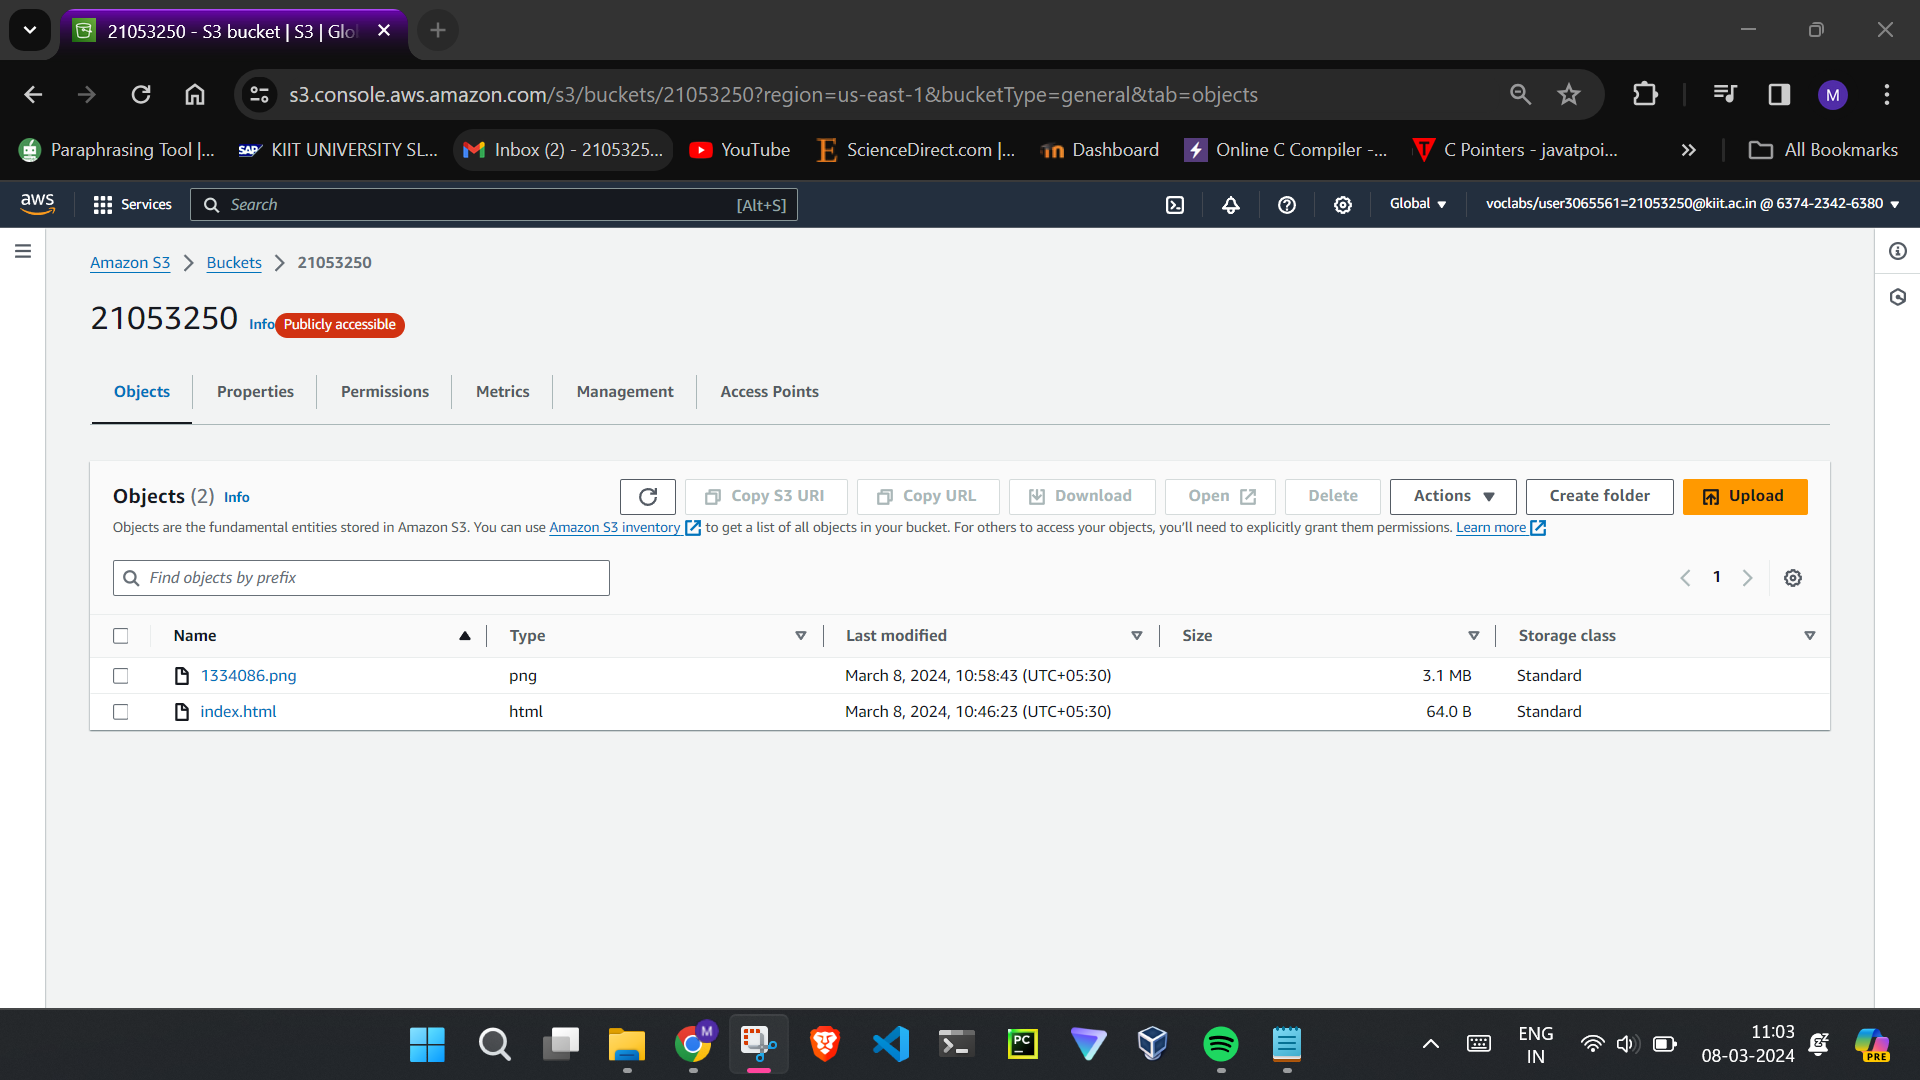 21053250 - S3 bucket | S3 | Glo
s3.console.aws.amazon.com/s3/buckets/21053250?region=us-east-1&bucketType=general&tab=objects
M
Paraphrasing Tool |...
SAP
KIIT UNIVERSITY SL...
Inbox (2) - 2105325...
YouTube
ScienceDirect.com |...
Dashboard
Online C Compiler -...
C Pointers - javatpoi...
All Bookmarks
aws
Services
Search
[Alt+S]
Global
voclabs/user3065561=21053250@kiit.ac.in @ 6374-2342-6380
Amazon S3
Buckets
21053250
21053250 Info Publicly accessible
Objects
Properties
Permissions
Metrics
Management
Access Points
Objects (2) Info
Copy S3 URI
Copy URL
Download
Open
Delete
Actions
Create folder
Upload
Objects are the fundamental entities stored in Amazon S3. You can use Amazon S3 inventory to get a list of all objects in your bucket. For others to access your objects, you'll need to explicitly grant them permissions. Learn more
Find objects by prefix
1
Name Type Last modified Size Storage class
1334086.png png March 8, 2024, 10:58:43 (UTC+05:30) 3.1 MB Standard
index.html html March 8, 2024, 10:46:23 (UTC+05:30) 64.0 B Standard
M
PC
ENG
IN
11:03
08-03-2024
PRE